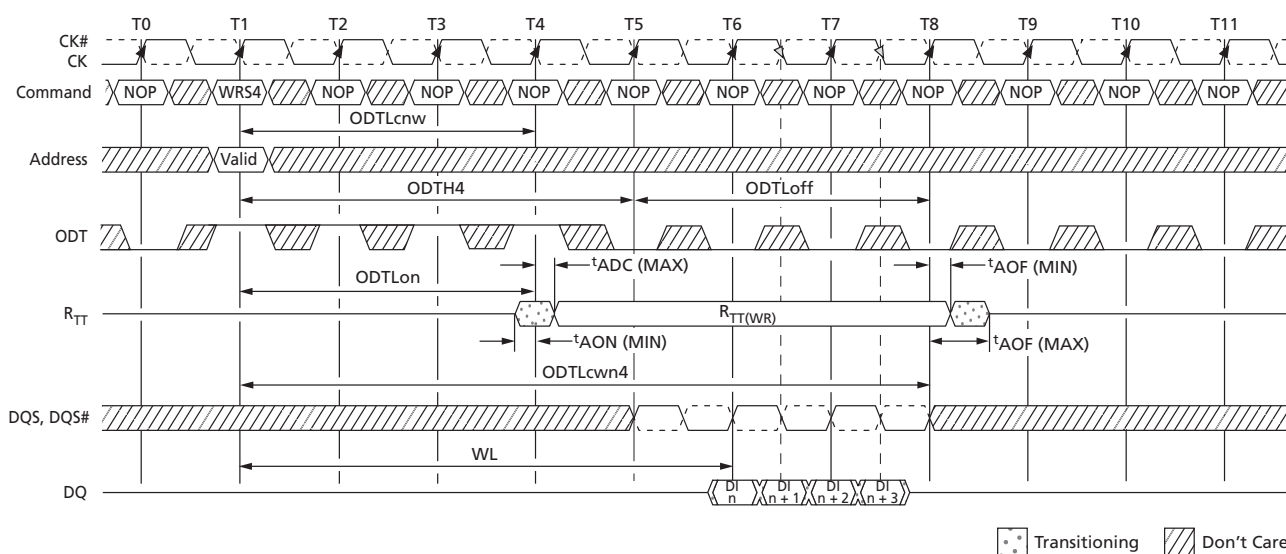 T0 T1 T2 T3 T4 T5 T6 T7 T8 T9 T10 T11
CK#
CK
Command NOP WRS4 NOP NOP NOP NOP NOP NOP NOP NOP NOP NOP
ODTLcnw
Address Valid
ODTH4 ODTLoff
ODT
tADC (MAX) tAOF (MIN)
ODTLon
RTT RTT(WR)
tAON (MIN) tAOF (MAX)
ODTLcwn4
DQS, DQS#
WL
DQ DI n DI n + 1 DI n + 2 DI n + 3
Transitioning Don't Care